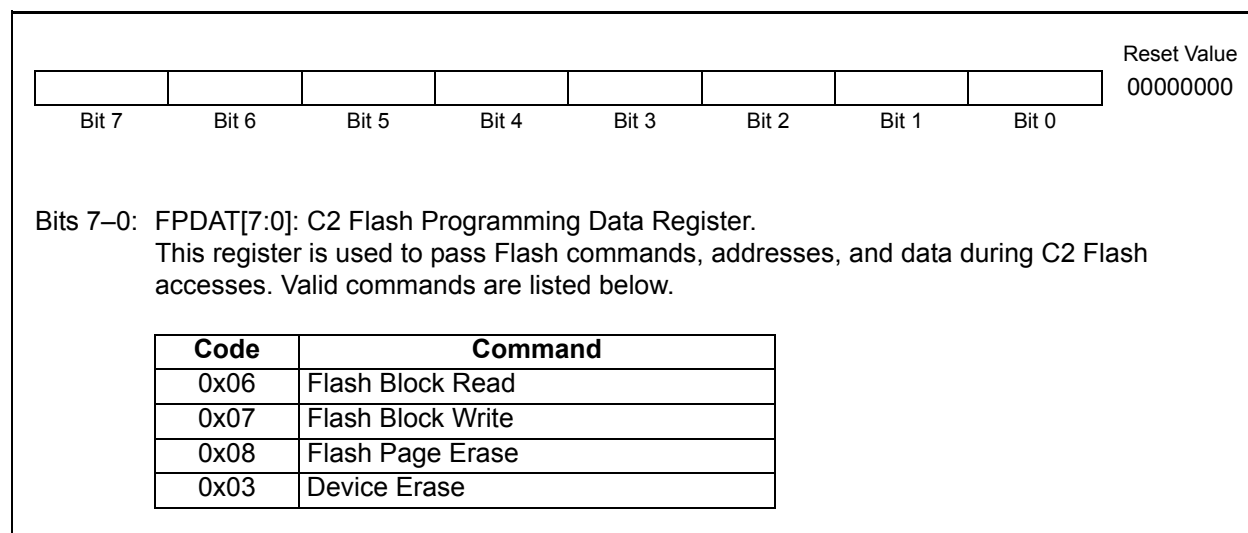 Reset Value
00000000
Bit 7 Bit 6 Bit 5 Bit 4 Bit 3 Bit 2 Bit 1 Bit 0
Bits 7–0: FPDAT[7:0]: C2 Flash Programming Data Register.
This register is used to pass Flash commands, addresses, and data during C2 Flash
accesses. Valid commands are listed below.
Code Command
0x06 Flash Block Read
0x07 Flash Block Write
0x08 Flash Page Erase
0x03 Device Erase